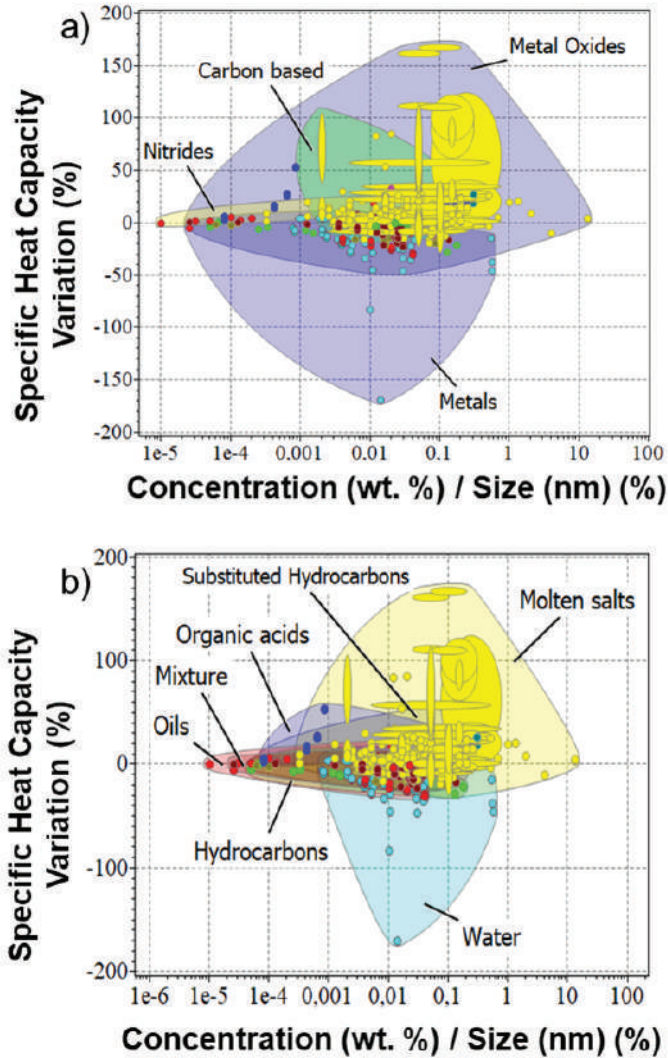 a)
200
150
100
50
0
-50
-100
-150
-200
Specific Heat Capacity
Variation (%)
Metal Oxides
Carbon based
Nitrides
Metals
1e-5
1e-4
0.001
0.01
0.1
1
10
100
Concentration (wt. %) / Size (nm) (%)
b)
200
100
0
-100
-200
Specific Heat Capacity
Variation (%)
Substituted Hydrocarbons
Molten salts
Organic acids
Mixture
Oils
Hydrocarbons
Water
1e-6
1e-5
1e-4
0,001
0,01
0,1
1
10
100
Concentration (wt. %) / Size (nm) (%)